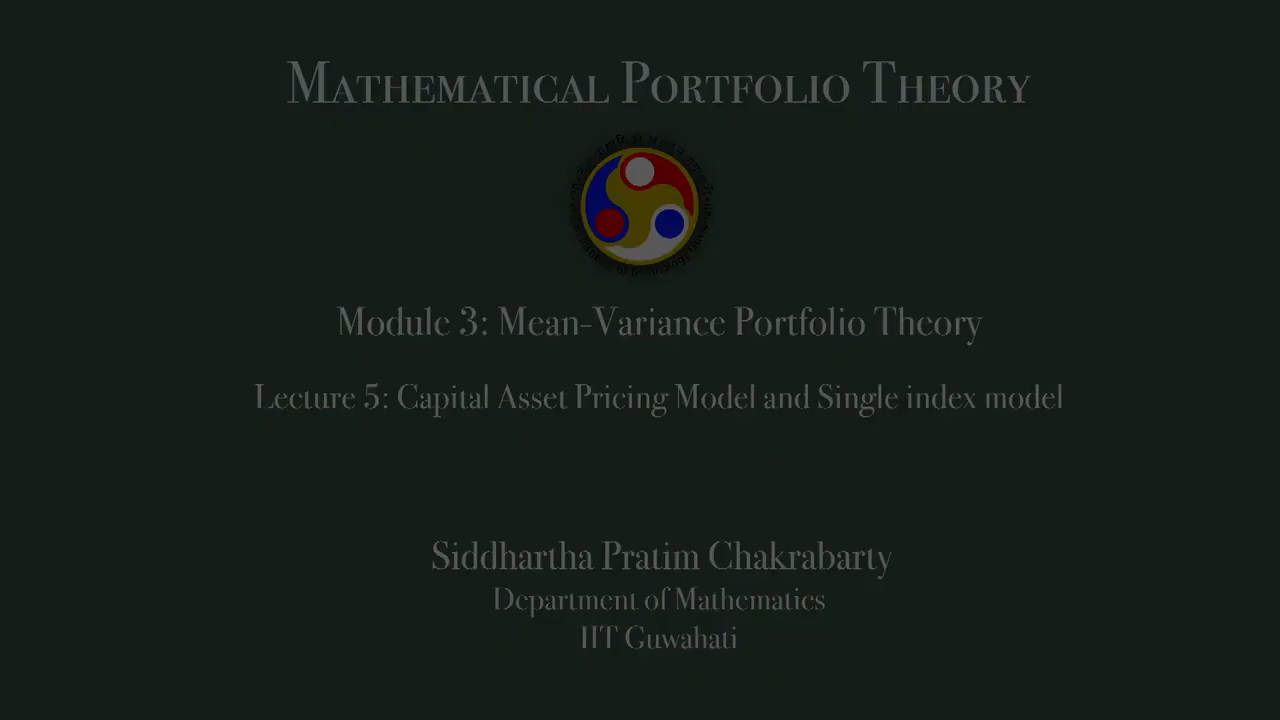 MATHEMATICAL PORTFOLIO THEORY
Module 3: Mean-Variance Portfolio Theory
Lecture 5: Capital Asset Pricing Model and Single index model
Siddhartha Pratim Chakrabarty
Department of Mathematics
IIT Guwahati